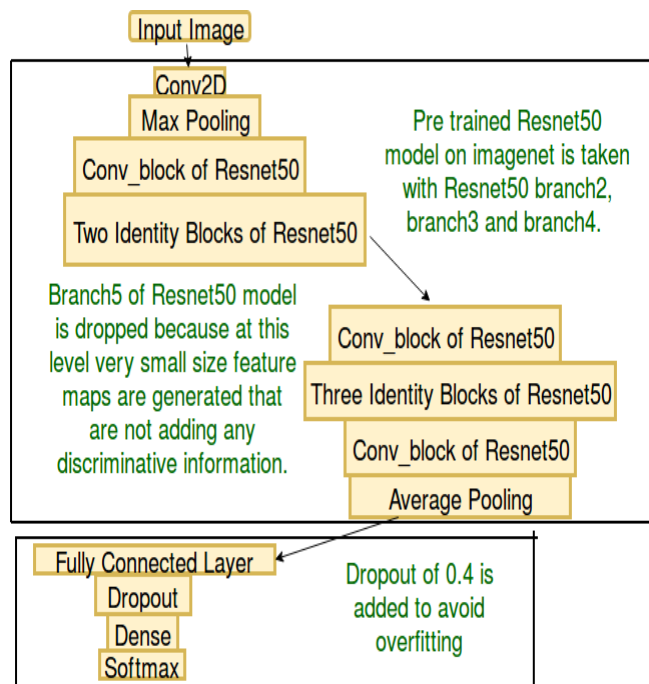 Input Image
Conv2D
Max Pooling
Conv_block of Resnet50
Two Identity Blocks of Resnet50
Pre trained Resnet50
model on imagenet is taken
with Resnet50 branch2,
branch3 and branch4.
Branch5 of Resnet50 model
is dropped because at this
level very small size feature
maps are generated that
are not adding any
discriminative information.
Conv_block of Resnet50
Three Identity Blocks of Resnet50
Conv_block of Resnet50
Average Pooling
Fully Connected Layer
Dropout
Dense
Softmax
Dropout of 0.4 is
added to avoid
overfitting